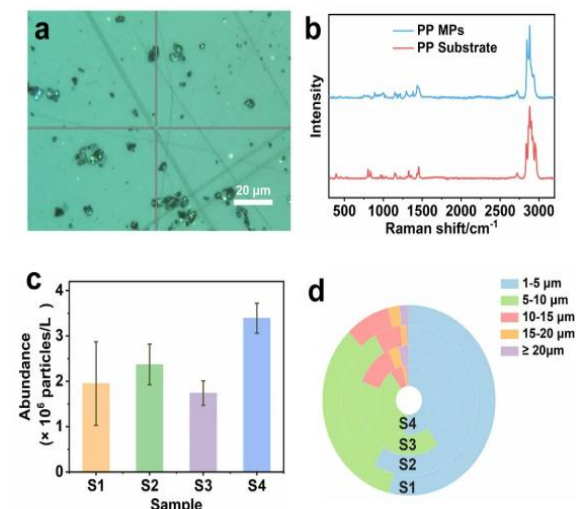 a
20 µm
b
PP MPs
PP Substrate
Intensity
500 1000 1500 2000 2500 3000
Raman shift/cm⁻¹
c
Abundance
(× 10⁶ particles/L)
4
3
2
1
0
S1 S2 S3 S4
Sample
d
1-5 µm
5-10 µm
10-15 µm
15-20 µm
≥ 20µm
S4
S3
S2
S1